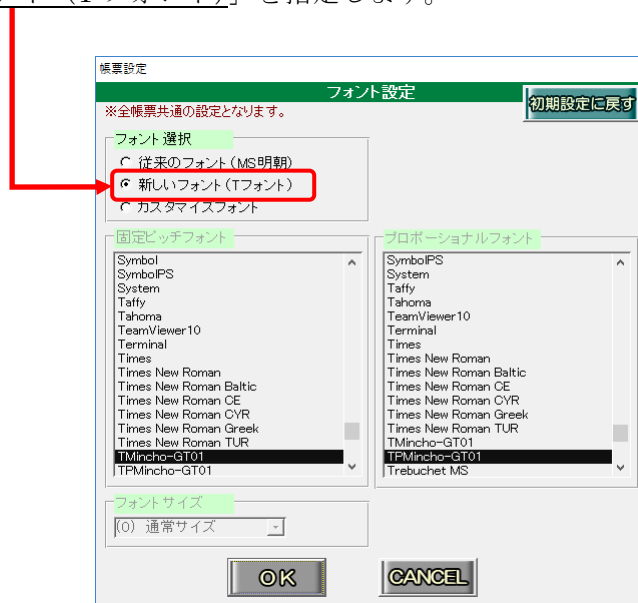 (Tフォント)」を指定します。
帳票設定
フォント設定
初期設定に戻す
※全帳票共通の設定となります。
フォント選択
従来のフォント(MS明朝)
新しいフォント(Tフォント)
カスタマイズフォント
固定ピッチフォント
Symbol
SymbolPS
System
Taffy
Tahoma
TeamViewer10
Terminal
Times
Times New Roman
Times New Roman Baltic
Times New Roman CE
Times New Roman CYR
Times New Roman Greek
Times New Roman TUR
TMincho-GT01
TPMincho-GT01
プロポーショナルフォント
SymbolPS
System
Taffy
Tahoma
TeamViewer10
Terminal
Times
Times New Roman
Times New Roman Baltic
Times New Roman CE
Times New Roman CYR
Times New Roman Greek
Times New Roman TUR
TMincho-GT01
TPMincho-GT01
Trebuchet MS
フォントサイズ
(0) 通常サイズ
OK
CANCEL